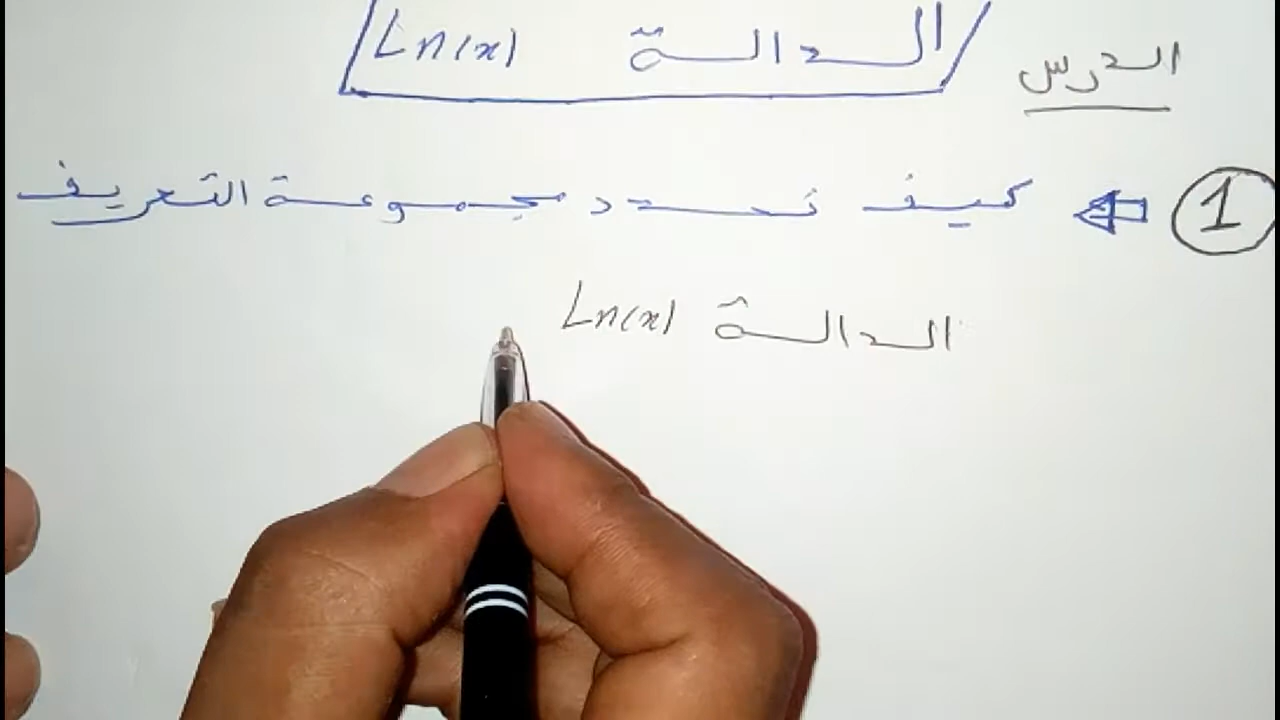 الدرس الدالة Ln(x)
1 ⇐ كيف نحدد مجموعة التعريف
الدالة Ln(x)